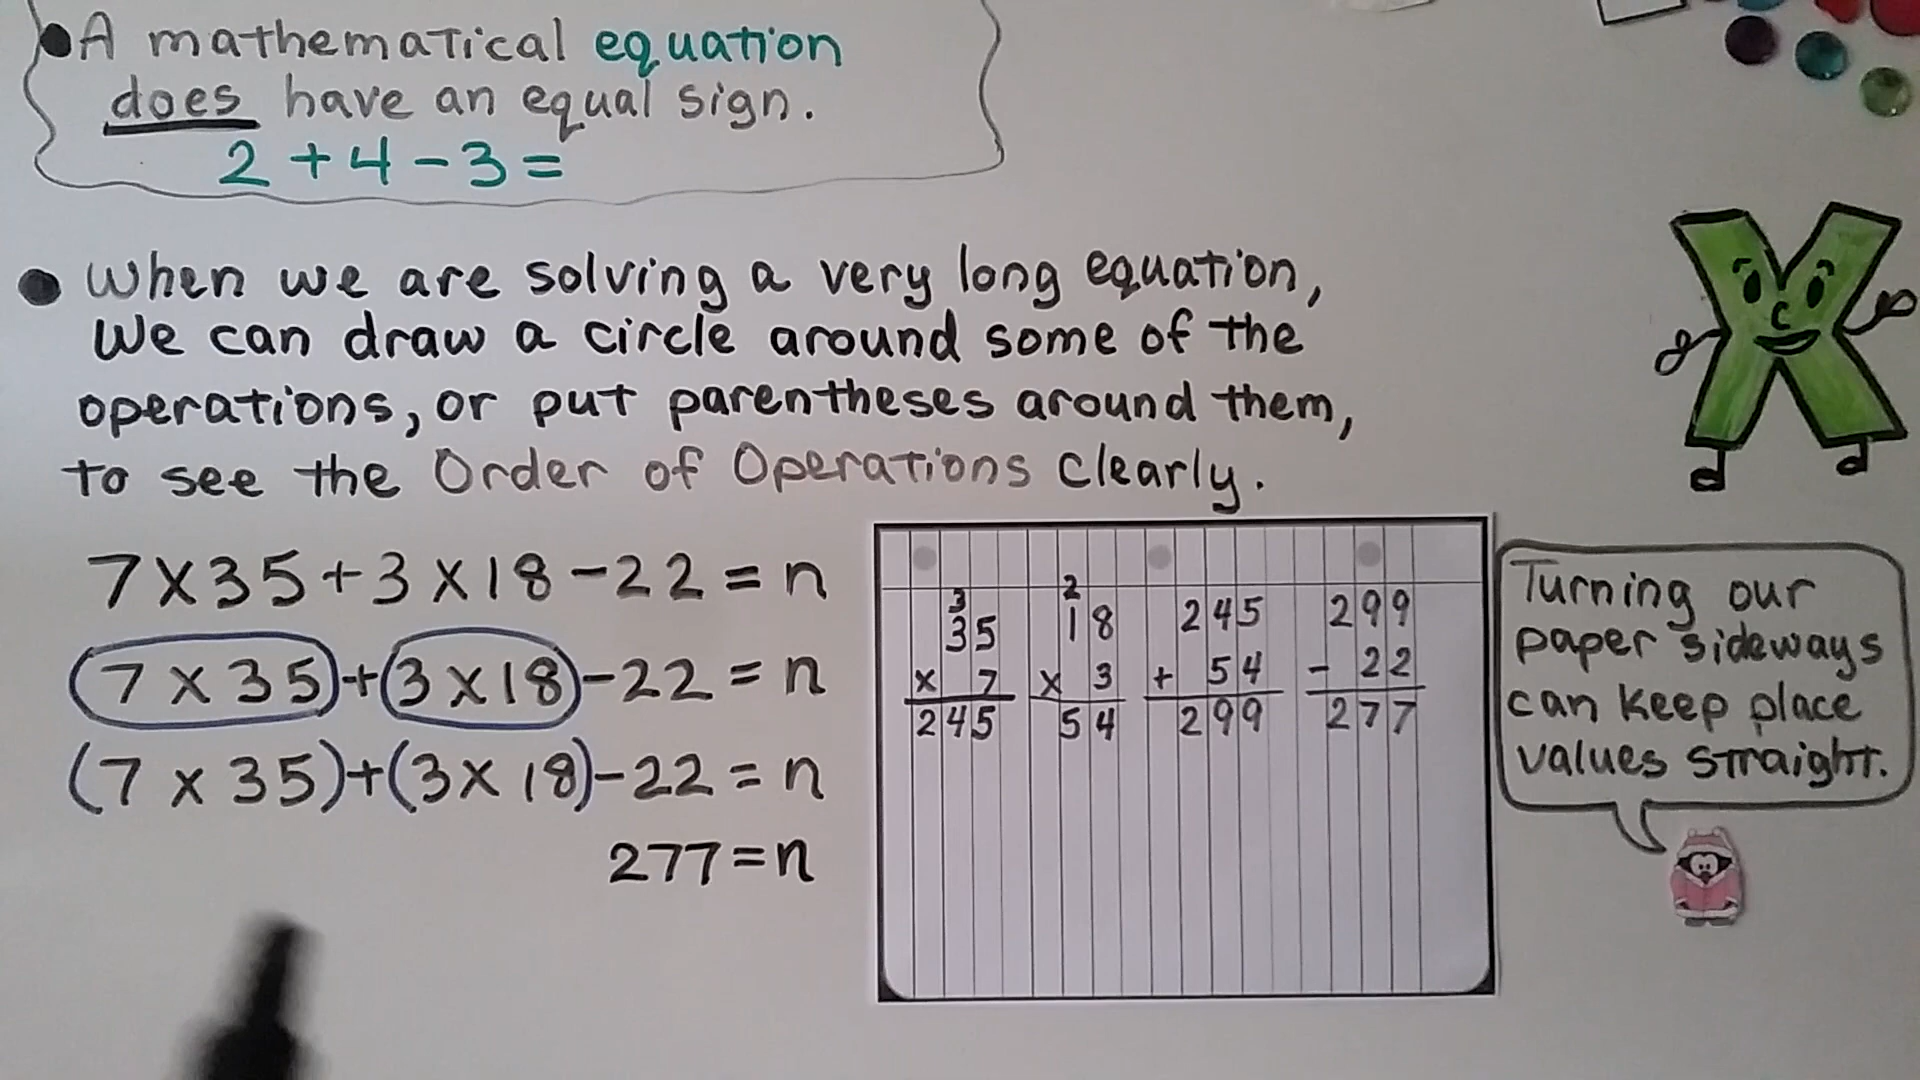 A mathematical equation
does have an equal sign.
2 + 4 - 3 =
When we are solving a very long equation,
we can draw a circle around some of the
operations, or put parentheses around them,
to see the Order of Operations clearly.
7 x 35 + 3 x 18 - 22 = n
7 x 35 + 3 x 18 - 22 = n
(7 x 35) + (3 x 18) - 22 = n
277 = n
3
35
x 7
245
2
18
x 3
54
245
+ 54
299
299
- 22
277
Turning our
paper sideways
can keep place
values straight.